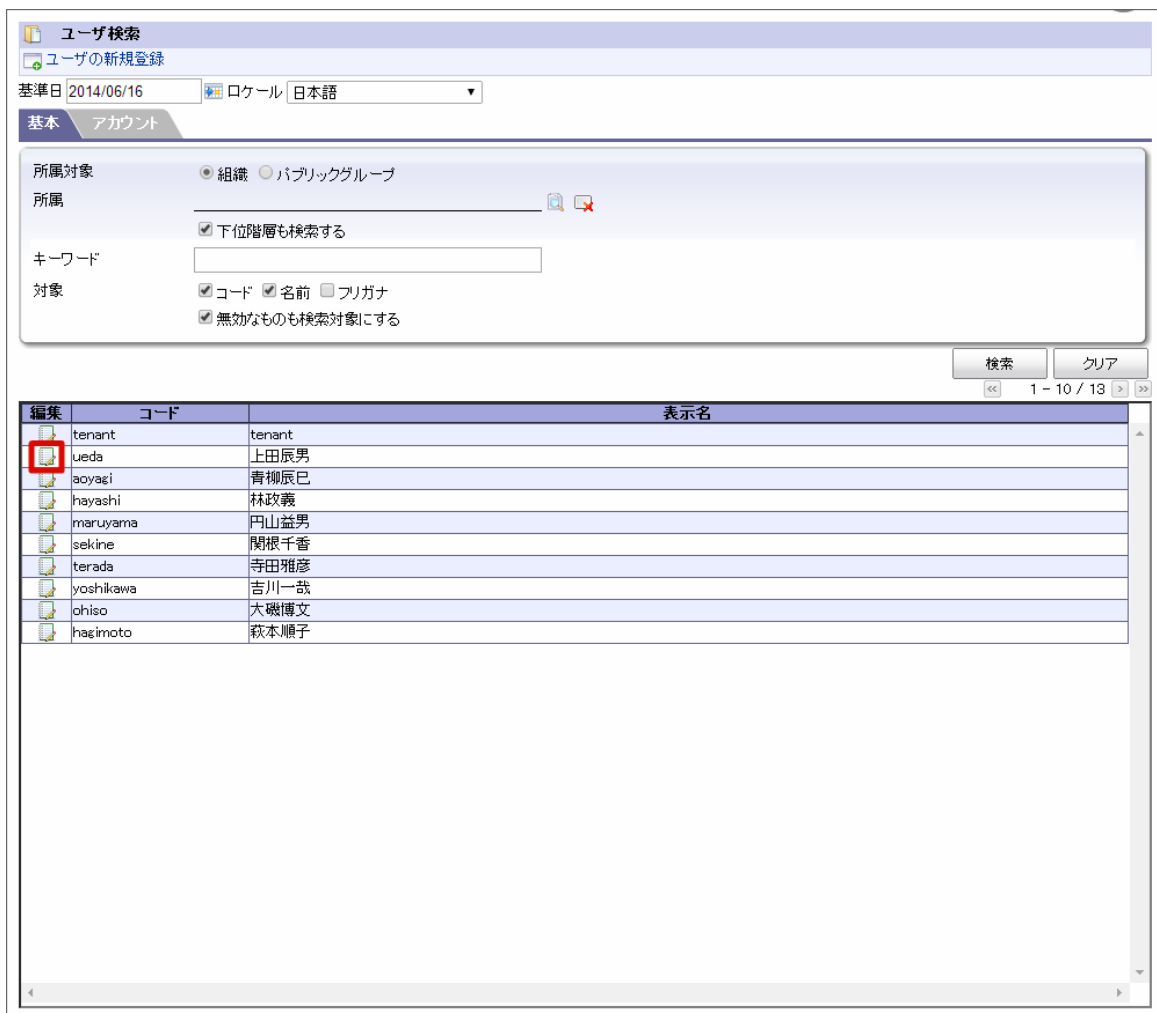 ユーザ検索
ユーザの新規登録
基準日 2014/06/16 ロケール 日本語
基本 アカウント
所属対象 組織 パブリックグループ
所属
下位階層も検索する
キーワード
対象 コード 名前 フリガナ
無効なものも検索対象にする
検索 クリア
1 - 10 / 13
編集 コード 表示名
tenant tenant
ueda 上田辰男
aoyagi 青柳辰巳
hayashi 林政義
maruyama 円山益男
sekine 関根千香
terada 寺田雅彦
yoshikawa 吉川一哉
ohiso 大磯博文
hagimoto 萩本順子